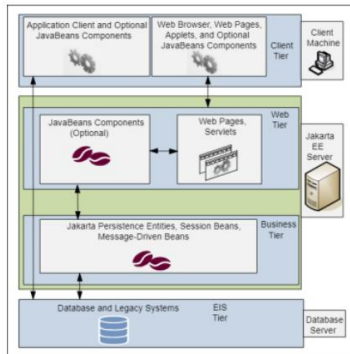 Application Client and Optional
JavaBeans Components
Web Browser, Web Pages,
Applets, and Optional
JavaBeans Components
Client
Tier
Client
Machine
JavaBeans Components
(Optional)
Web Pages,
Servlets
Web
Tier
Jakarta
EE
Server
Jakarta Persistence Entities, Session Beans,
Message-Driven Beans
Business
Tier
Database and Legacy Systems
EIS
Tier
Database
Server